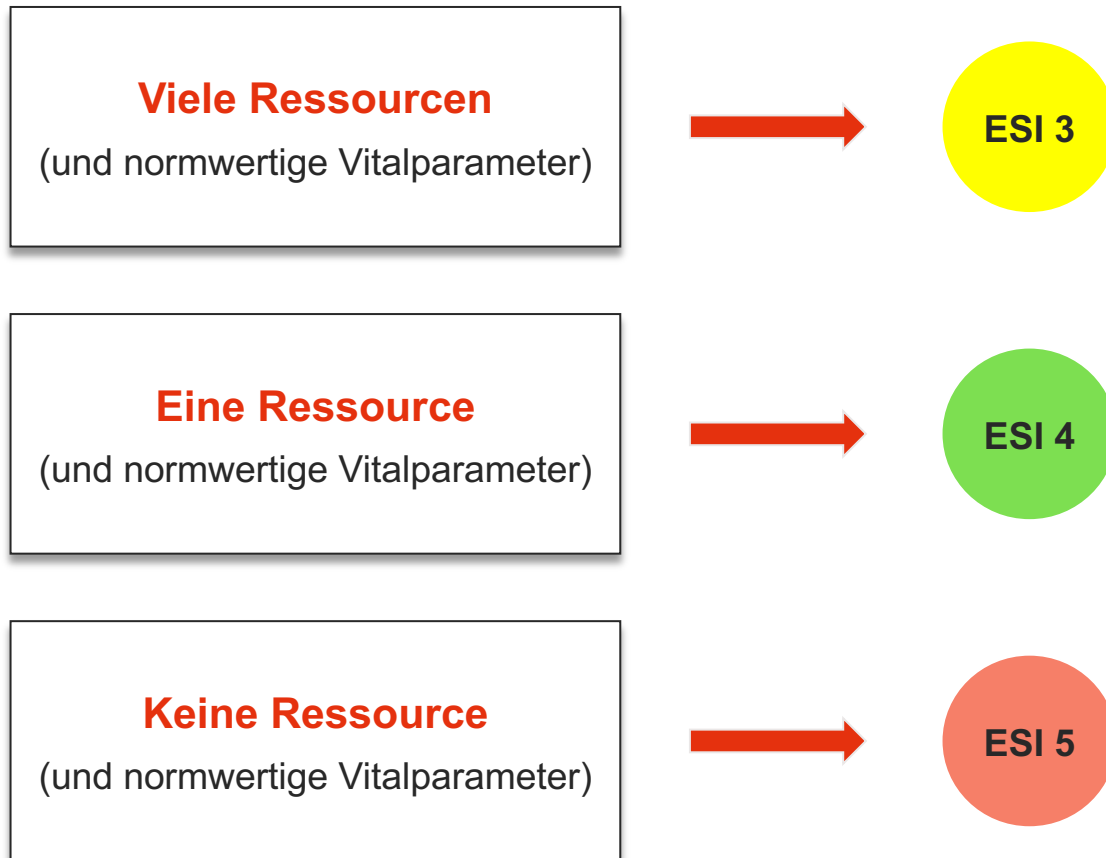 Viele Ressourcen
(und normwertige Vitalparameter)
ESI 3
Eine Ressource
(und normwertige Vitalparameter)
ESI 4
Keine Ressource
(und normwertige Vitalparameter)
ESI 5